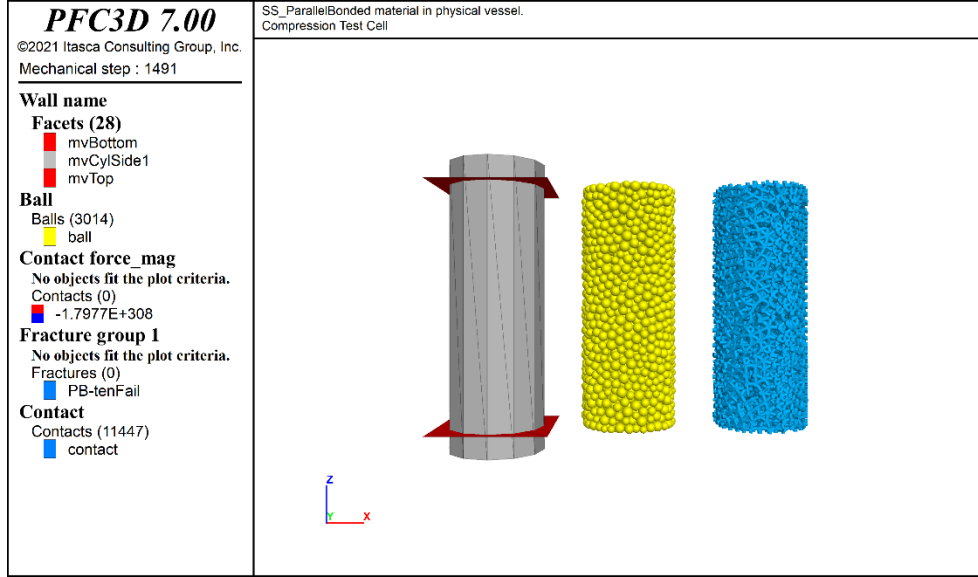 PFC3D 7.00
©2021 Itasca Consulting Group, Inc.
Mechanical step : 1491
Wall name
Facets (28)
mvBottom
mvCylSide1
mvTop
Ball
Balls (3014)
ball
Contact force_mag
No objects fit the plot criteria.
Contacts (0)
-1.7977E+308
Fracture group 1
No objects fit the plot criteria.
Fractures (0)
PB-tenFail
Contact
Contacts (11447)
contact
SS_ParallelBonded material in physical vessel.
Compression Test Cell
Z
Y
X